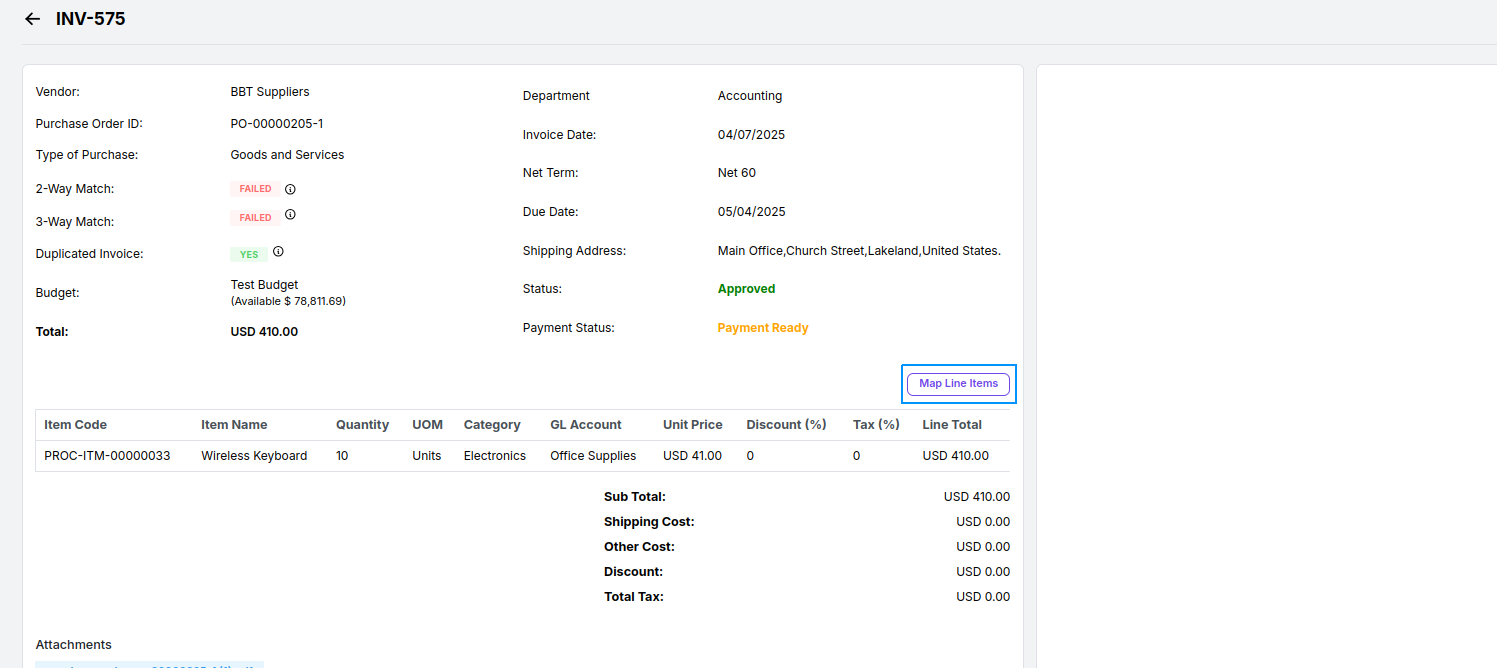 INV-575
Vendor: BBT Suppliers
Purchase Order ID: PO-00000205-1
Type of Purchase: Goods and Services
2-Way Match: FAILED
3-Way Match: FAILED
Duplicated Invoice: YES
Budget: Test Budget
(Available $ 78,811.69)
Total: USD 410.00
Department Accounting
Invoice Date: 04/07/2025
Net Term: Net 60
Due Date: 05/04/2025
Shipping Address: Main Office,Church Street,Lakeland,United States.
Status: Approved
Payment Status: Payment Ready
Map Line Items
Item Code Item Name Quantity UOM Category GL Account Unit Price Discount (%) Tax (%) Line Total
PROC-ITM-00000033 Wireless Keyboard 10 Units Electronics Office Supplies USD 41.00 0 0 USD 410.00
Sub Total: USD 410.00
Shipping Cost: USD 0.00
Other Cost: USD 0.00
Discount: USD 0.00
Total Tax: USD 0.00
Attachments